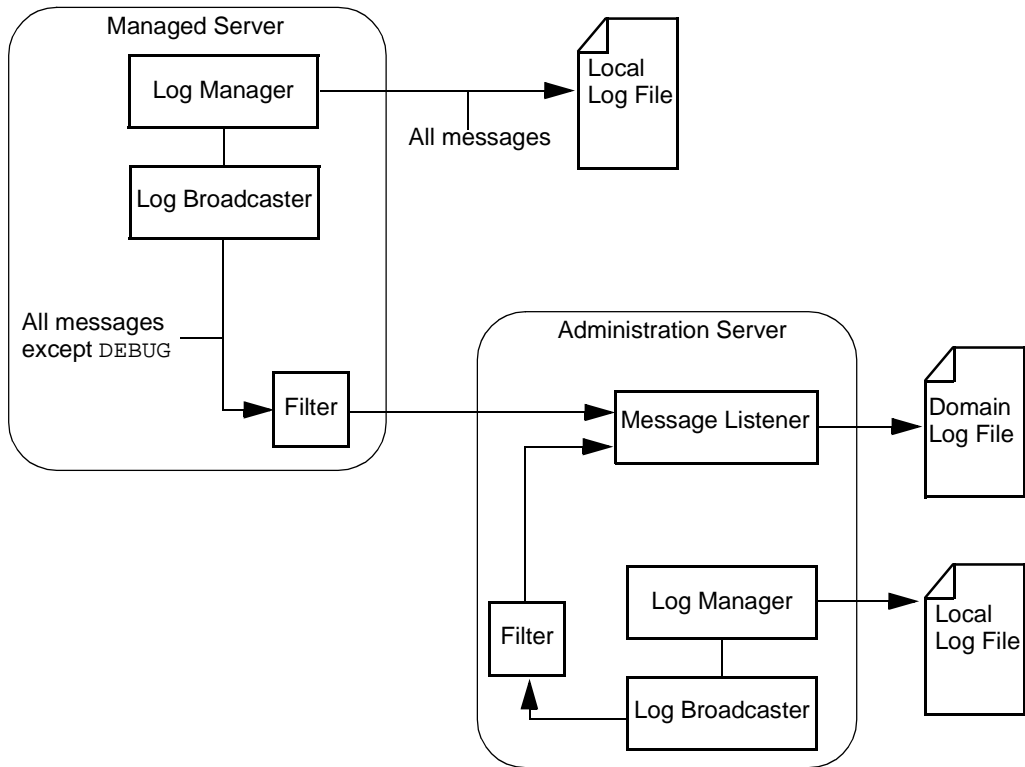 Managed Server
Log Manager
Local
Log File
All messages
Log Broadcaster
All messages
except DEBUG
Filter
Administration Server
Message Listener
Domain
Log File
Log Manager
Local
Log File
Filter
Log Broadcaster